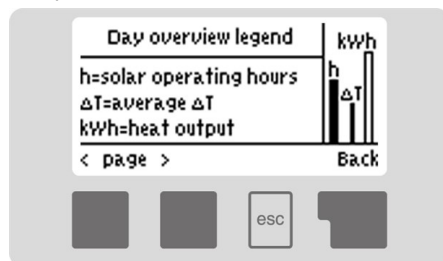 Day overview legend
kWh
h=solar operating hours
h
ΔT=average ΔT
ΔT
kWh=heat output
< page >
Back
esc